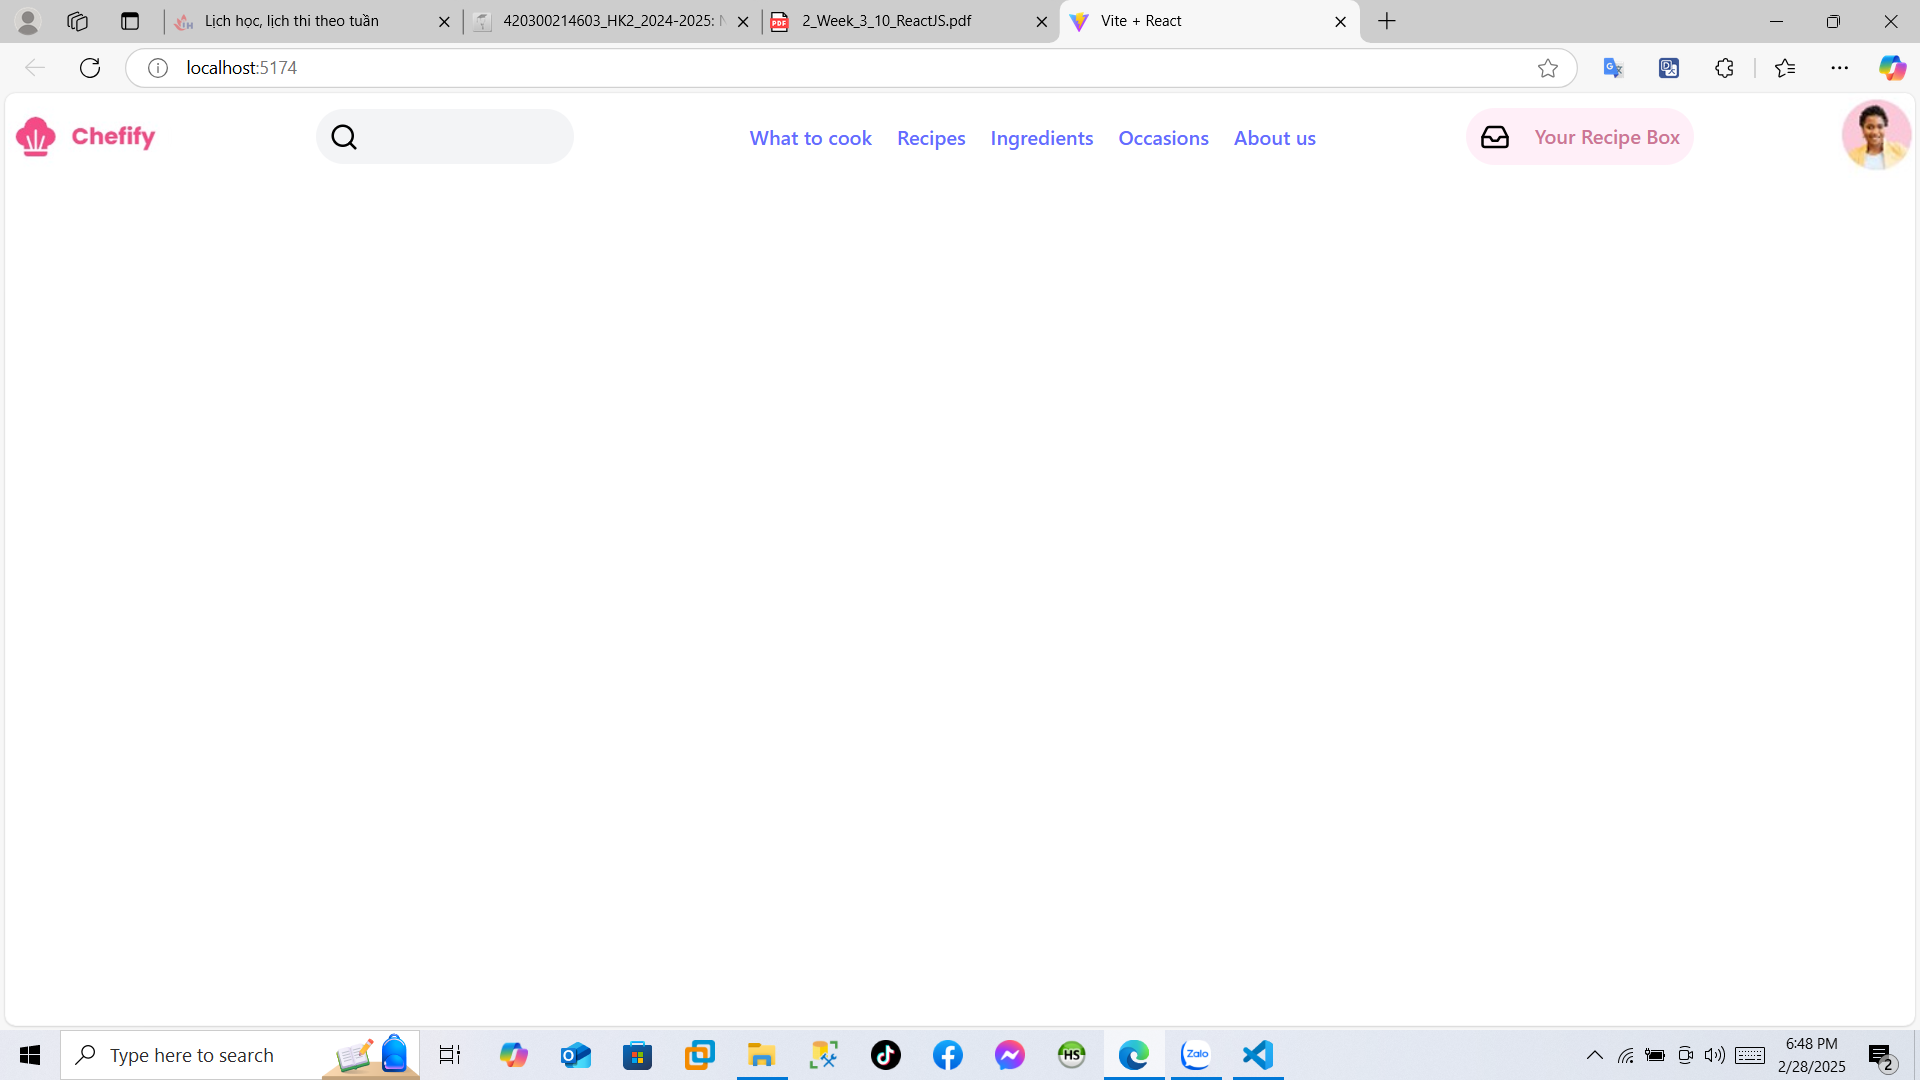 Lịch học, lịch thi theo tuần
420300214603_HK2_2024-2025:
2_Week_3_10_ReactJS.pdf
Vite + React
localhost:5174
Chefify
What to cook
Recipes
Ingredients
Occasions
About us
Your Recipe Box
Type here to search
HS
Zalo
6:48 PM
2/28/2025
2